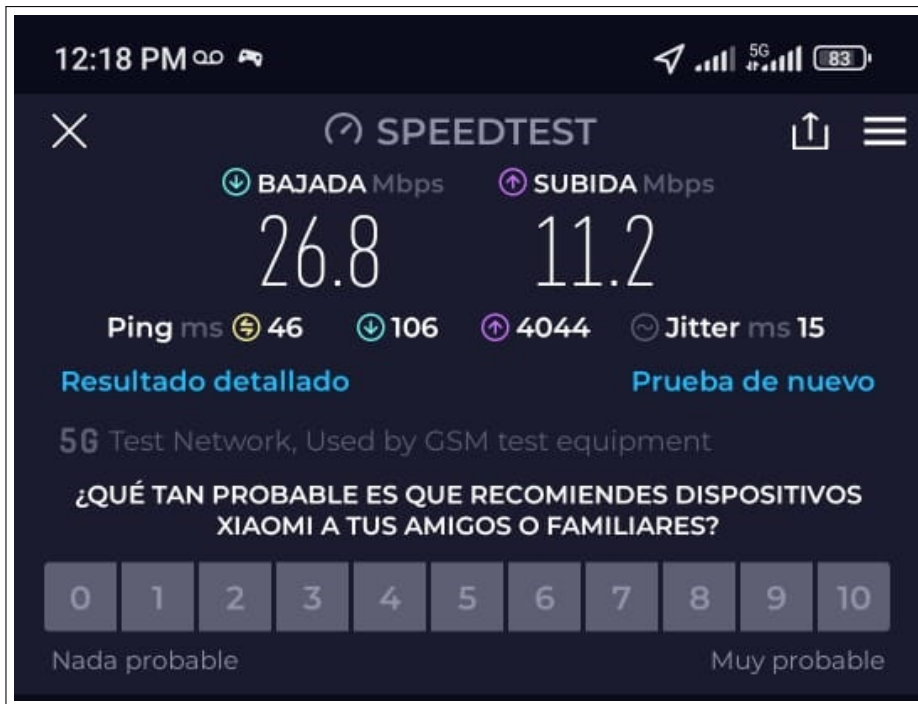 12:18 PM 5G 83
SPEEDTEST
BAJADA Mbps SUBIDA Mbps
26.8 11.2
Ping ms 46 106 4044 Jitter ms 15
Resultado detallado Prueba de nuevo
5G Test Network, Used by GSM test equipment
¿QUÉ TAN PROBABLE ES QUE RECOMIENDES DISPOSITIVOS
XIAOMI A TUS AMIGOS O FAMILIARES?
0 1 2 3 4 5 6 7 8 9 10
Nada probable Muy probable